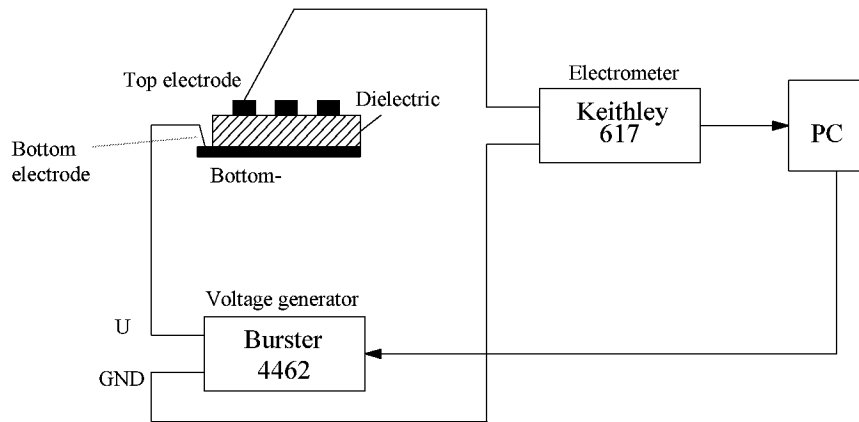 Top electrode
Dielectric
Bottom
electrode
Bottom-
Electrometer
Keithley
617
PC
Voltage generator
U
Burster
4462
GND